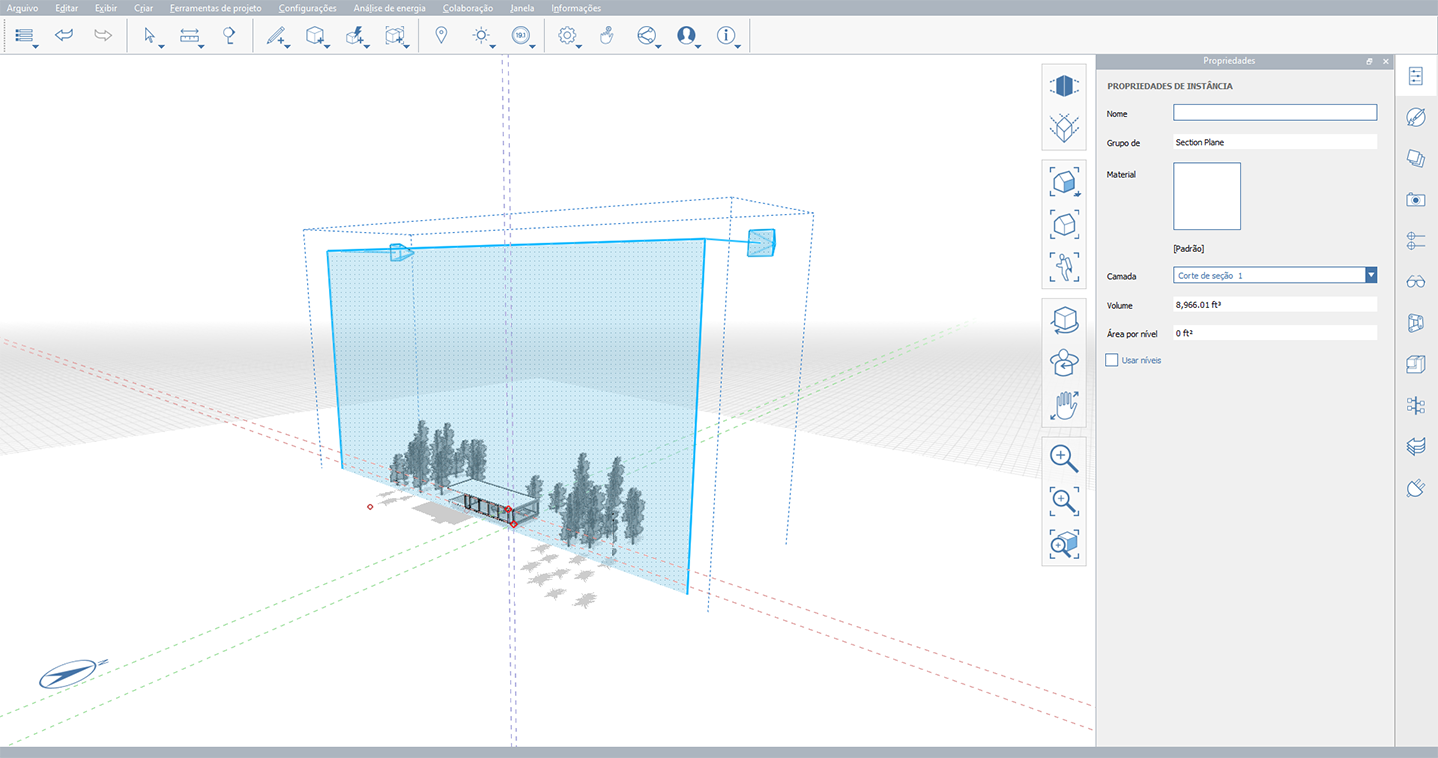 Arquivo Editar Exibir Criar Ferramentas de projeto Configurações Análise de energia Colaboração Janela Informações
19.1
Propriedades
PROPRIEDADES DE INSTÂNCIA
Nome
Grupo de Section Plane
Material
[Padrão]
Camada Corte de seção 1
Volume 8,966.01 ft³
Área por nível 0 ft²
Usar níveis